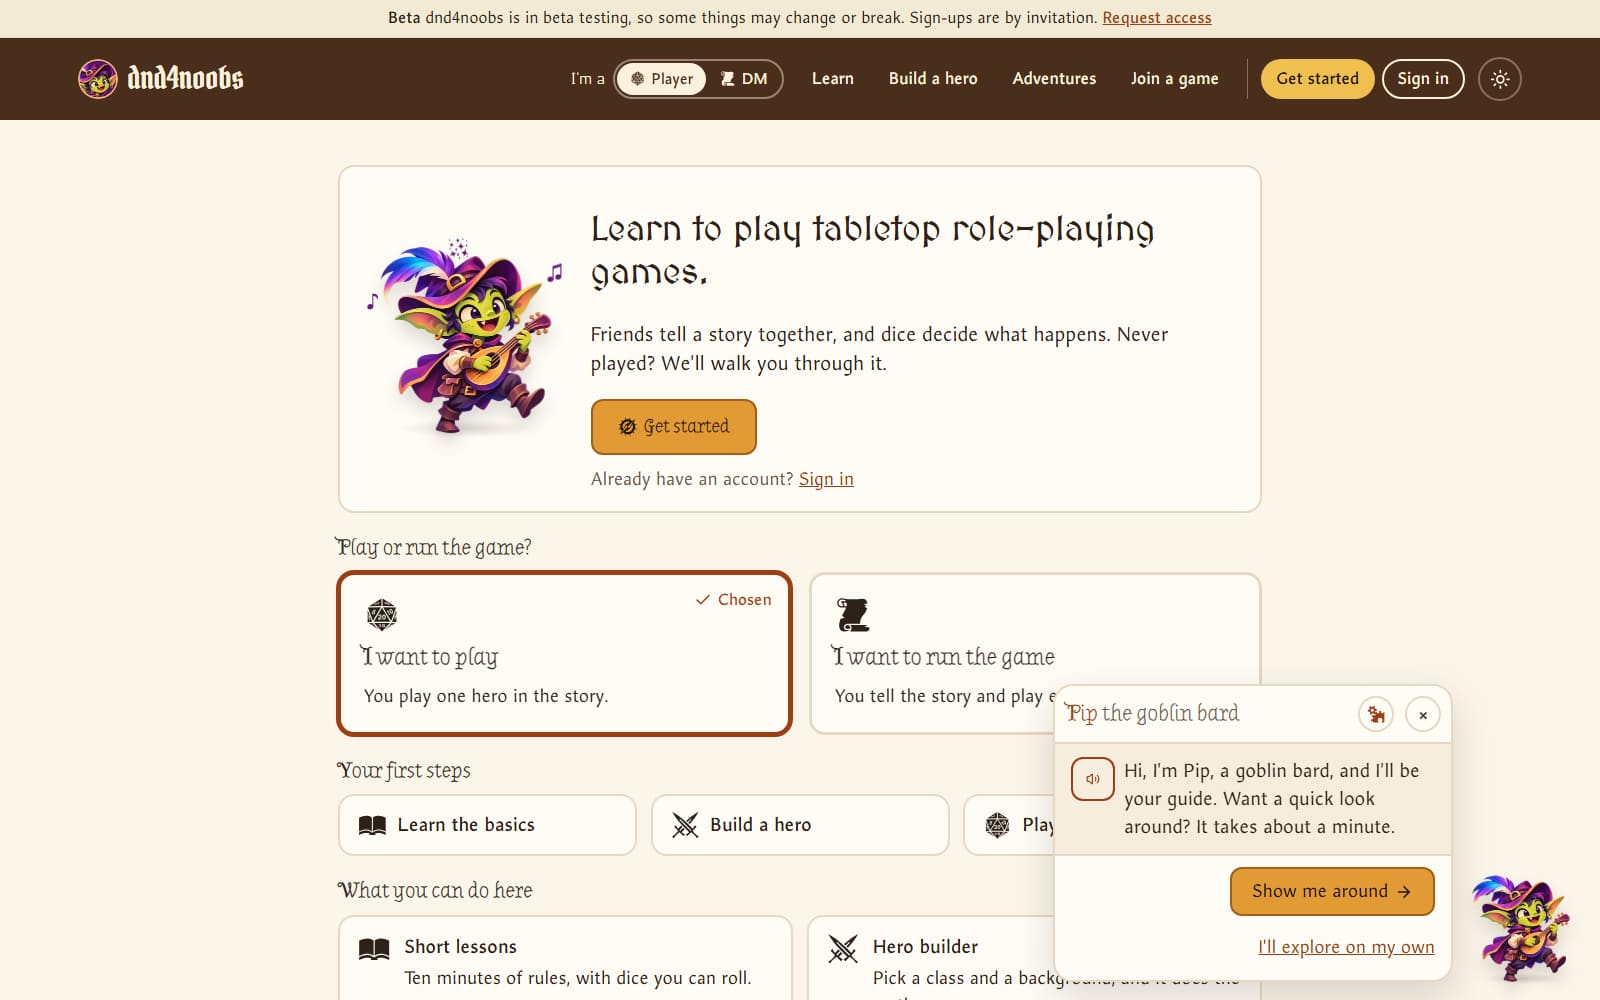 Beta dnd4noobs is in beta testing, so some things may change or break. Sign-ups are by invitation. Request access
dnd4noobs
I'm a
Player
DM
Learn
Build a hero
Adventures
Join a game
Get started
Sign in
Learn to play tabletop role-playing
games.
Friends tell a story together, and dice decide what happens. Never
played? We'll walk you through it.
Get started
Already have an account? Sign in
Play or run the game?
Chosen
I want to play
You play one hero in the story.
I want to run the game
You tell the story and play
Your first steps
Learn the basics
Build a hero
What you can do here
Short lessons
Ten minutes of rules, with dice you can roll.
Hero builder
Pick a class and a background, and it does the
Pip the goblin bard
Hi, I'm Pip, a goblin bard, and I'll be
your guide. Want a quick look
around? It takes about a minute.
Show me around
I'll explore on my own